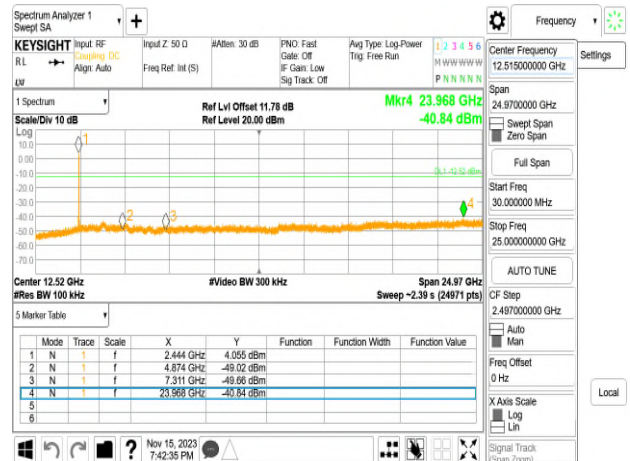 Spectrum Analyzer 1
Swept SA
Frequency
KEYSIGHT
Input: RF
Coupling: DC
Align: Auto
Input Z: 50 Ω
Freq Ref: Int (S)
#Atten: 30 dB
PNO: Fast
Gate: Off
IF Gain: Low
Sig Track: Off
Avg Type: Log-Power
Trig: Free Run
1 2 3 4 5 6
M W W W W W
P N N N N N
RL
1 Spectrum
Scale/Div 10 dB
Log
Ref Lvl Offset 11.78 dB
Ref Level 20.00 dBm
Mkr4 23.968 GHz
-40.84 dBm
10.0
0.00
-10.0
-20.0
-30.0
-40.0
-50.0
-60.0
-70.0
1
2
3
4
DL1 -12.52 dBm
Center 12.52 GHz
#Res BW 100 kHz
#Video BW 300 kHz
Span 24.97 GHz
Sweep ~2.39 s (24971 pts)
5 Marker Table
Mode Trace Scale X Y Function Function Width Function Value
1 N 1 f 2.444 GHz 4.055 dBm
2 N 1 f 4.874 GHz -49.02 dBm
3 N 1 f 7.311 GHz -49.66 dBm
4 N 1 f 23.968 GHz -40.84 dBm
5
6
Nov 15, 2023
7:42:35 PM
Center Frequency
12.515000000 GHz
Settings
Span
24.9700000 GHz
Swept Span
Zero Span
Full Span
Start Freq
30.000000 MHz
Stop Freq
25.000000000 GHz
AUTO TUNE
CF Step
2.497000000 GHz
Auto
Man
Freq Offset
0 Hz
X Axis Scale
Log
Lin
Local
Signal Track
(Span Zoom)